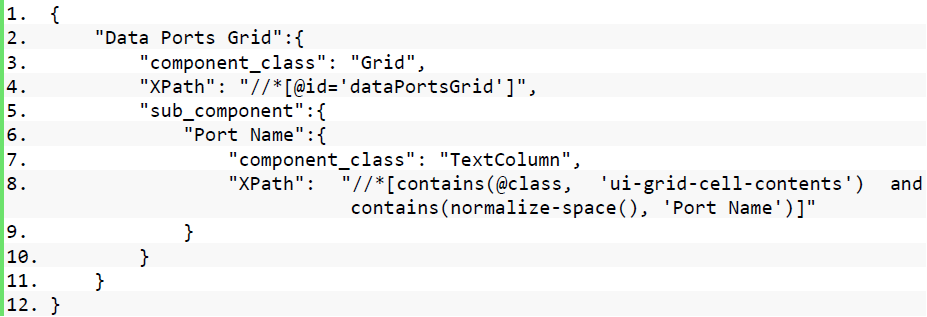 1. {
2.     "Data Ports Grid":{
3.         "component_class": "Grid",
4.         "XPath": "//*[@id='dataPortsGrid']",
5.         "sub_component":{
6.             "Port Name":{
7.                 "component_class": "TextColumn",
8.                 "XPath": "//*[contains(@class, 'ui-grid-cell-contents') and
                           contains(normalize-space(), 'Port Name')]"
9.             }
10.         }
11.     }
12. }